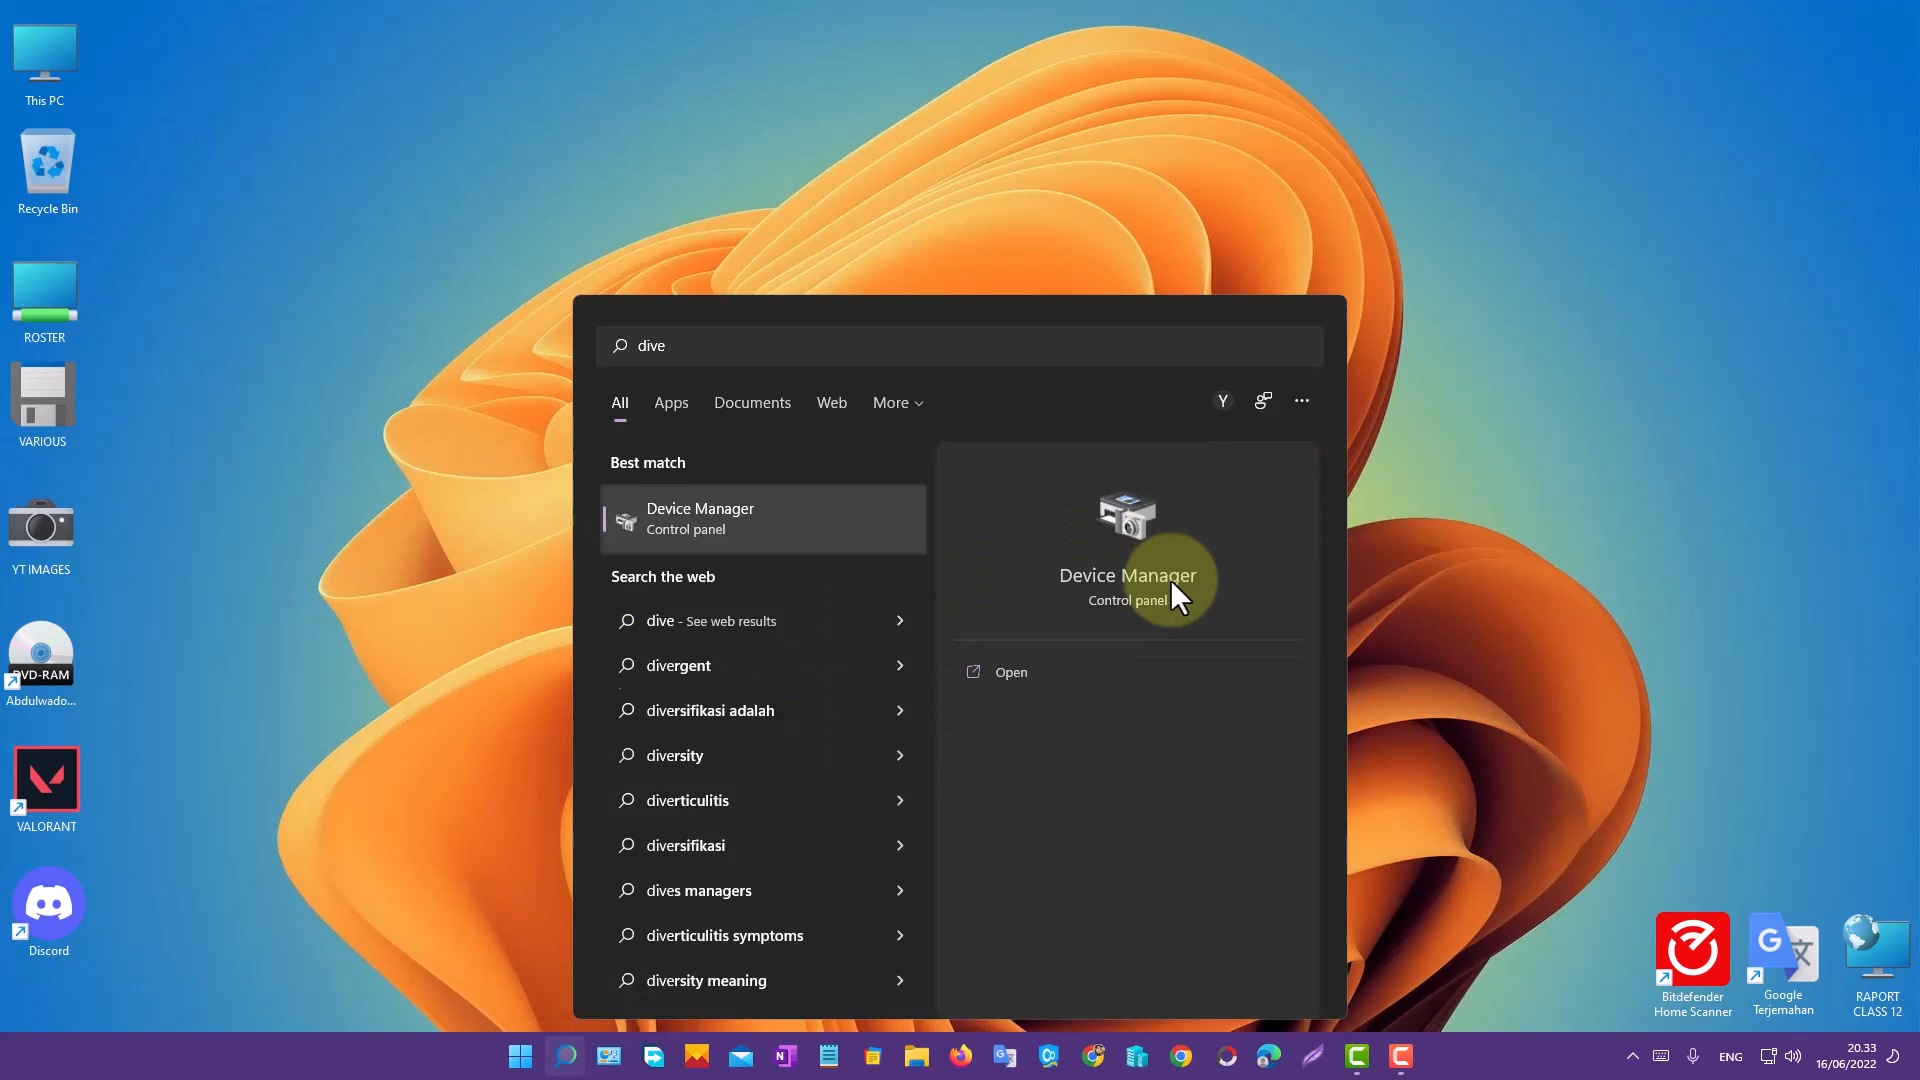 This PC
Recycle Bin
ROSTER
VARIOUS
YT IMAGES
DVD-RAM
Abdulwado...
VALORANT
Discord
dive
All Apps Documents Web More
Y
Best match
Device Manager
Control panel
Search the web
dive - See web results
divergent
diversifikasi adalah
diversity
diverticulitis
diversifikasi
dives managers
diverticulitis symptoms
diversity meaning
Device Manager
Control panel
Open
Bitdefender
Home Scanner
Google
Terjemahan
RAPORT
CLASS 12
ENG
20.33
16/06/2022